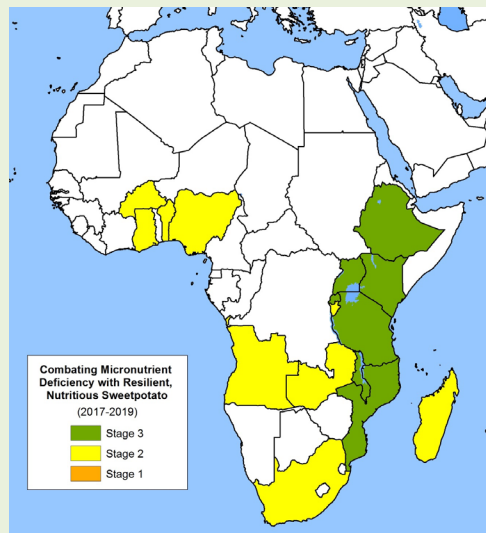 Combating Micronutrient
Deficiency with Resilient,
Nutritious Sweetpotato
(2017-2019)
Stage 3
Stage 2
Stage 1